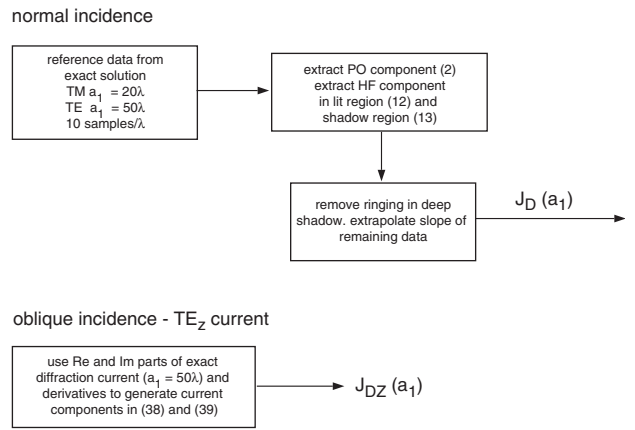 normal incidence
reference data from
exact solution
TM a1 = 20λ
TE a1 = 50λ
10 samples/λ
extract PO component (2)
extract HF component
in lit region (12) and
shadow region (13)
remove ringing in deep
shadow. extrapolate slope of
remaining data
JD (a1)
oblique incidence - TEz current
use Re and Im parts of exact
diffraction current (a1 = 50λ) and
derivatives to generate current
components in (38) and (39)
JDZ (a1)